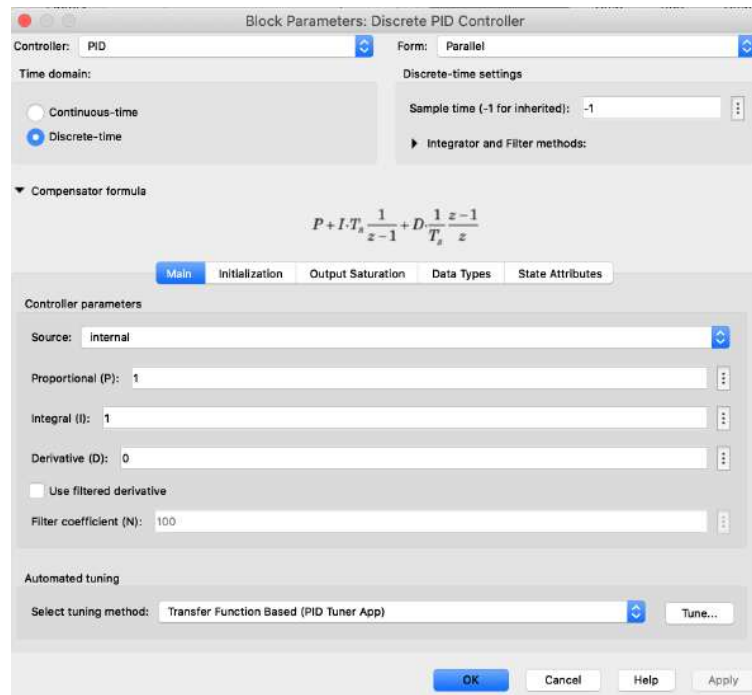 Block Parameters: Discrete PID Controller
Controller: PID Form: Parallel
Time domain: Discrete-time settings
Continuous-time
Discrete-time
Sample time (-1 for inherited): -1
Integrator and Filter methods:
Compensator formula
P+I·T_s 1/(z−1) + D·1/T_s (z−1)/z
Main Initialization Output Saturation Data Types State Attributes
Controller parameters
Source: internal
Proportional (P): 1
Integral (I): 1
Derivative (D): 0
Use filtered derivative
Filter coefficient (N): 100
Automated tuning
Select tuning method: Transfer Function Based (PID Tuner App) Tune...
OK Cancel Help Apply